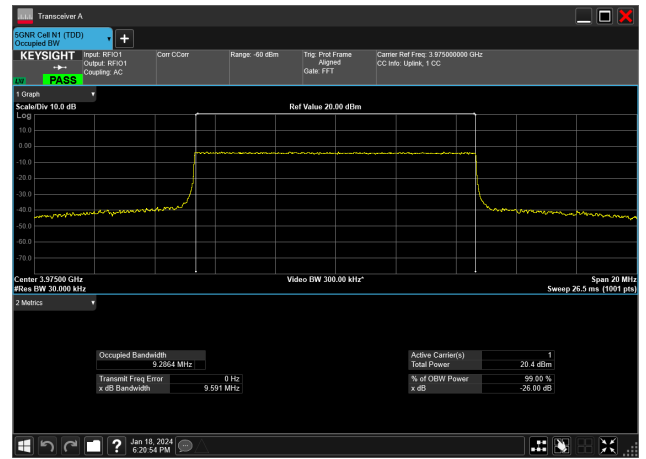 Transceiver A
5GNR Cell N1 (TDD)
Occupied BW
KEYSIGHT
PASS
Input: RFIO1
Output: RFIO1
Coupling: AC
Corr CCorr
Range: -60 dBm
Trig: Prot Frame
Aligned
Gate: FFT
Carrier Ref Freq: 3.975000000 GHz
CC Info: Uplink, 1 CC
1 Graph
Scale/Div 10.0 dB
Ref Value 20.00 dBm
Log
10.0
0.00
-10.0
-20.0
-30.0
-40.0
-50.0
-60.0
-70.0
Center 3.97500 GHz
Video BW 300.00 kHz*
Span 20 MHz
#Res BW 30.000 kHz
Sweep 26.5 ms (1001 pts)
2 Metrics
Occupied Bandwidth
9.2864 MHz
Transmit Freq Error 0 Hz
x dB Bandwidth 9.591 MHz
Active Carrier(s) 1
Total Power 20.4 dBm
% of OBW Power 99.00 %
x dB -26.00 dB
Jan 18, 2024
6:20:54 PM